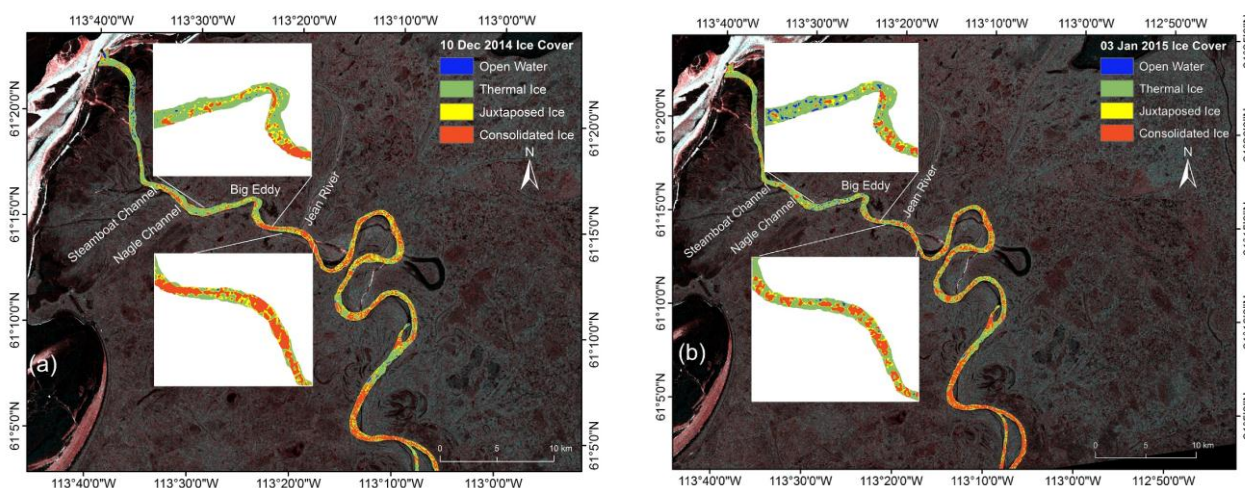 113°40'0"W 113°30'0"W 113°20'0"W 113°10'0"W 113°0'0"W
10 Dec 2014 Ice Cover
Open Water
Thermal Ice
Juxtaposed Ice
Consolidated Ice
N
61°20'0"N
61°15'0"N
61°10'0"N
61°5'0"N
61°20'0"N
61°15'0"N
61°10'0"N
61°5'0"N
Steamboat Channel
Nagle Channel
Big Eddy
Jean River
(a)
0 5 10 km
113°40'0"W 113°30'0"W 113°20'0"W 113°10'0"W 113°0'0"W
113°40'0"W 113°30'0"W 113°20'0"W 113°10'0"W 113°0'0"W 112°50'0"W
03 Jan 2015 Ice Cover
Open Water
Thermal Ice
Juxtaposed Ice
Consolidated Ice
N
61°20'0"N
61°15'0"N
61°10'0"N
61°5'0"N
Steamboat Channel
Nagle Channel
Big Eddy
Jean River
(b)
0 5 10 km
113°40'0"W 113°30'0"W 113°20'0"W 113°10'0"W 113°0'0"W 112°50'0"W